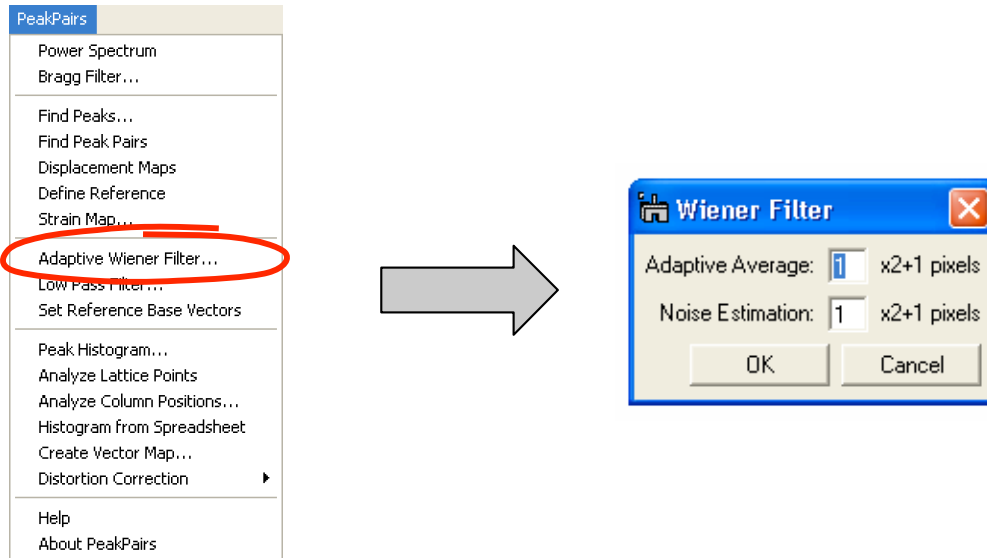 PeakPairs
Power Spectrum
Bragg Filter...
Find Peaks...
Find Peak Pairs
Displacement Maps
Define Reference
Strain Map...
Adaptive Wiener Filter...
Low Pass Filter...
Set Reference Base Vectors
Peak Histogram...
Analyze Lattice Points
Analyze Column Positions...
Histogram from Spreadsheet
Create Vector Map...
Distortion Correction
Help
About PeakPairs
Wiener Filter
Adaptive Average: 1 x2+1 pixels
Noise Estimation: 1 x2+1 pixels
OK Cancel